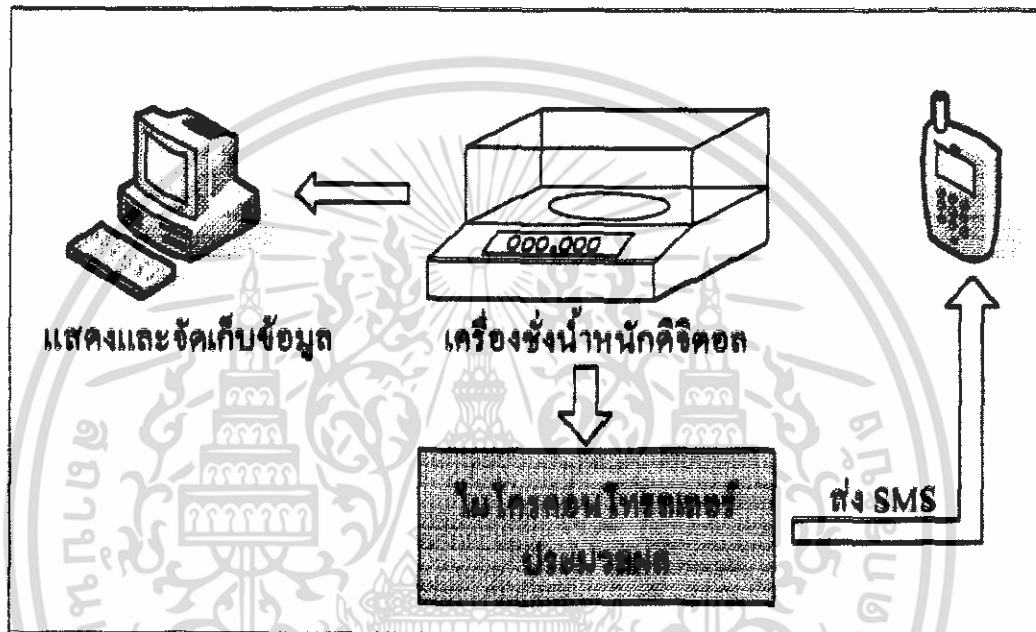 000.000
แสดงและจัดเก็บข้อมูล
เครื่องชั่งน้ำหนักดิจิตอล
ไมโครคอนโทรลเลอร์
ประมวลผล
ส่ง SMS